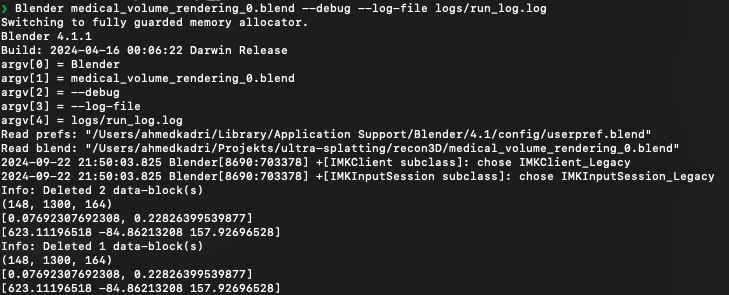 ❯ Blender medical_volume_rendering_0.blend --debug --log-file logs/run_log.log
Switching to fully guarded memory allocator.
Blender 4.1.1
Build: 2024-04-16 00:06:22 Darwin Release
argv[0] = Blender
argv[1] = medical_volume_rendering_0.blend
argv[2] = --debug
argv[3] = --log-file
argv[4] = logs/run_log.log
Read prefs: "/Users/ahmedkadri/Library/Application Support/Blender/4.1/config/userpref.blend"
Read blend: "/Users/ahmedkadri/Projekts/ultra-splatting/recon3D/medical_volume_rendering_0.blend"
2024-09-22 21:50:03.825 Blender[8690:703378] +[IMKClient subclass]: chose IMKClient_Legacy
2024-09-22 21:50:03.825 Blender[8690:703378] +[IMKInputSession subclass]: chose IMKInputSession_Legacy
Info: Deleted 2 data-block(s)
(148, 1300, 164)
[0.07692307692308, 0.22826399539877]
[623.11196518 -84.86213208 157.92696528]
Info: Deleted 1 data-block(s)
(148, 1300, 164)
[0.07692307692308, 0.22826399539877]
[623.11196518 -84.86213208 157.92696528]